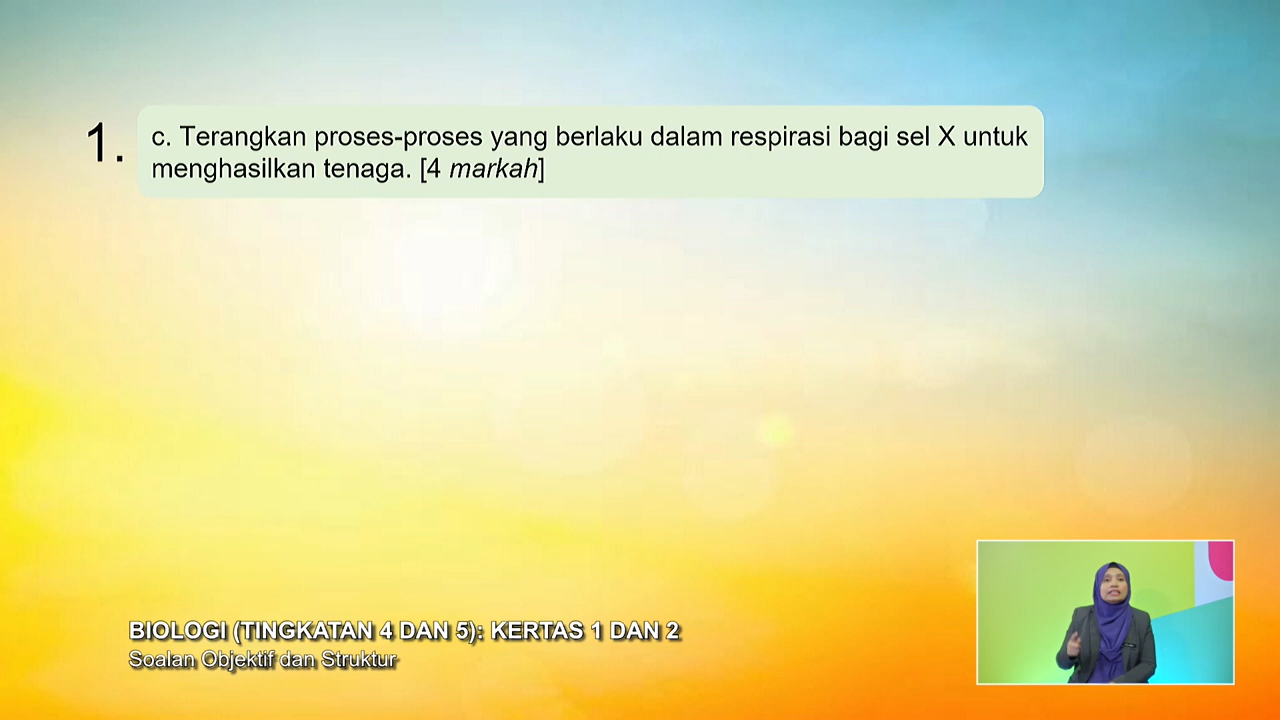 1.
c. Terangkan proses-proses yang berlaku dalam respirasi bagi sel X untuk
menghasilkan tenaga. [4 markah]
BIOLOGI (TINGKATAN 4 DAN 5): KERTAS 1 DAN 2
Soalan Objektif dan Struktur